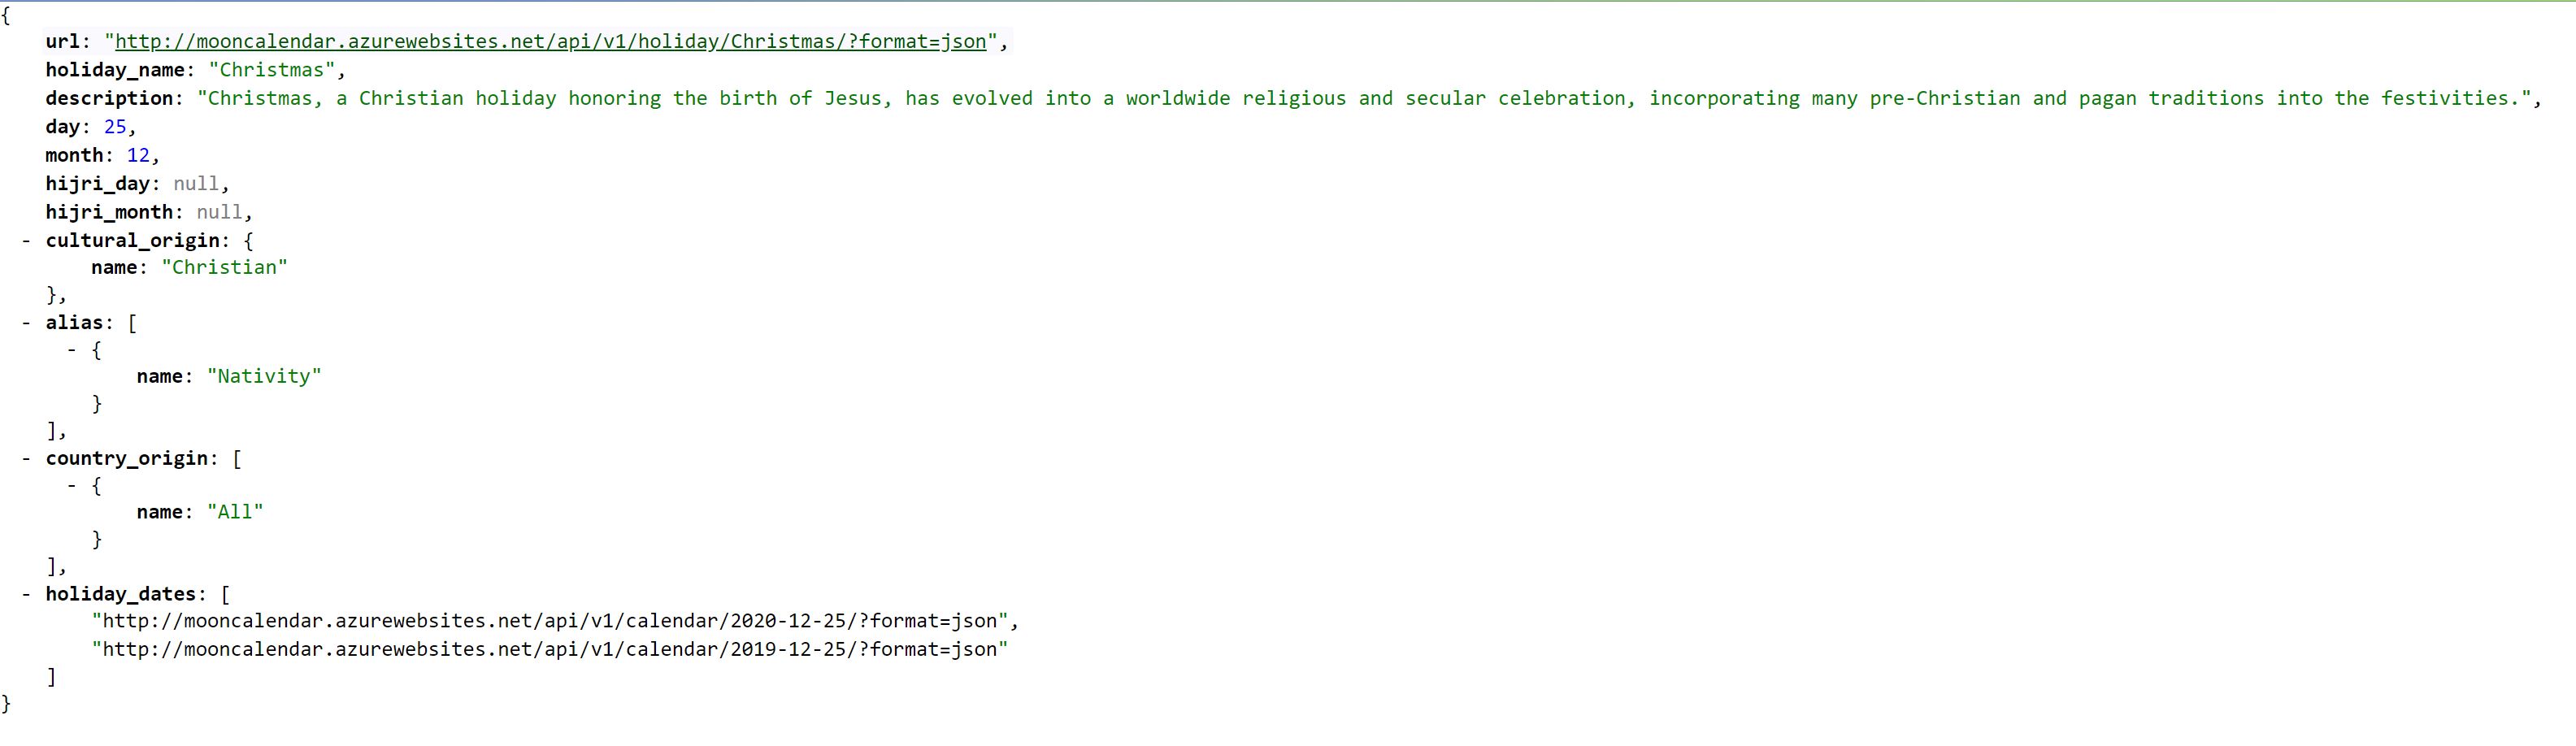 {
url: "http://mooncalendar.azurewebsites.net/api/v1/holiday/Christmas/?format=json",
holiday_name: "Christmas",
description: "Christmas, a Christian holiday honoring the birth of Jesus, has evolved into a worldwide religious and secular celebration, incorporating many pre-Christian and pagan traditions into the festivities.",
day: 25,
month: 12,
hijri_day: null,
hijri_month: null,
- cultural_origin: {
name: "Christian"
},
- alias: [
- {
name: "Nativity"
}
],
- country_origin: [
- {
name: "All"
}
],
- holiday_dates: [
"http://mooncalendar.azurewebsites.net/api/v1/calendar/2020-12-25/?format=json",
"http://mooncalendar.azurewebsites.net/api/v1/calendar/2019-12-25/?format=json"
]
}